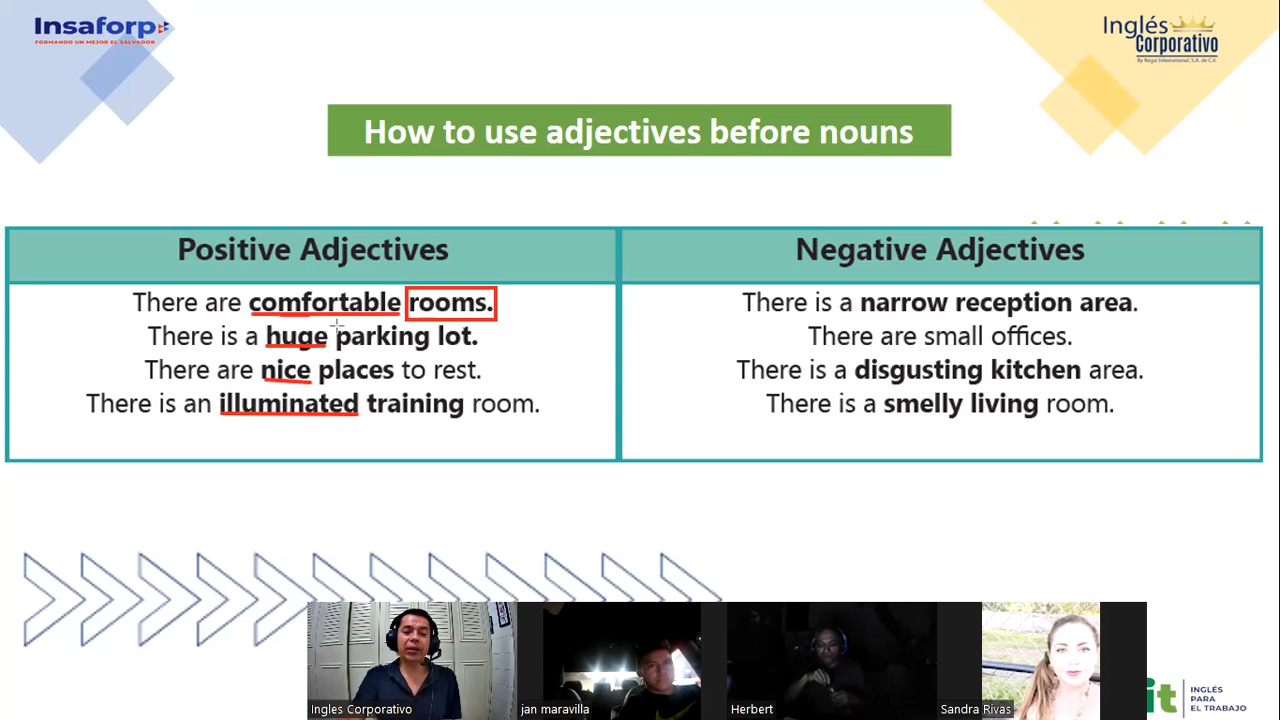 Insaforp
FORMANDO UN MEJOR EL SALVADOR
Inglés
Corporativo
By Regal International, S.A. de C.V.
How to use adjectives before nouns
Positive Adjectives
There are comfortable rooms.
There is a huge parking lot.
There are nice places to rest.
There is an illuminated training room.
Negative Adjectives
There is a narrow reception area.
There are small offices.
There is a disgusting kitchen area.
There is a smelly living room.
Ingles Corporativo
jan maravilla
Herbert
Sandra Rivas
it
INGLÉS
PARA
EL TRABAJO